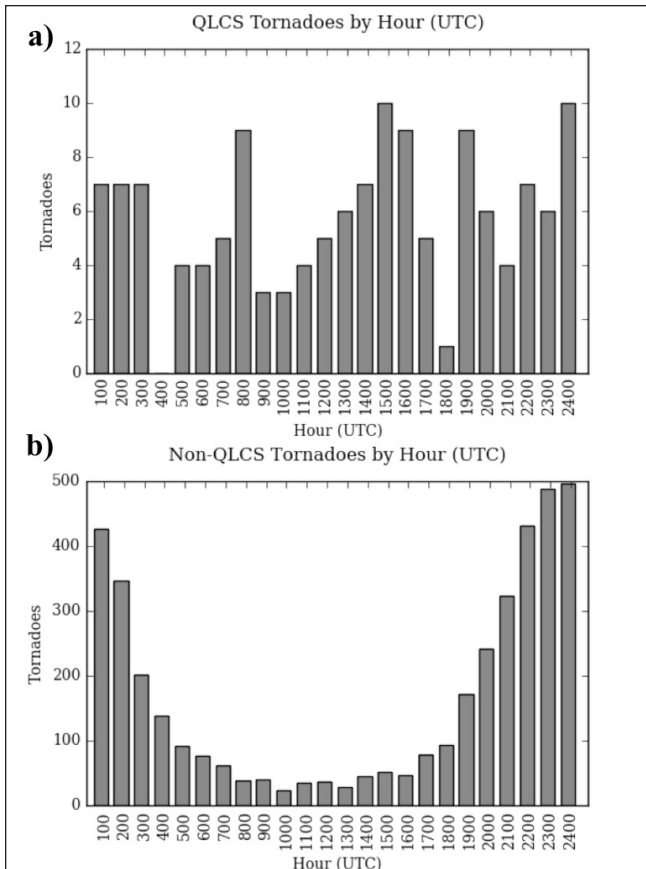 a)
QLCS Tornadoes by Hour (UTC)
12
10
8
6
4
2
0
Tornadoes
100 200 300 400 500 600 700 800 900 1000 1100 1200 1300 1400 1500 1600 1700 1800 1900 2000 2100 2200 2300 2400
Hour (UTC)
b)
Non-QLCS Tornadoes by Hour (UTC)
500
400
300
200
100
0
Tornadoes
100 200 300 400 500 600 700 800 900 1000 1100 1200 1300 1400 1500 1600 1700 1800 1900 2000 2100 2200 2300 2400
Hour (UTC)